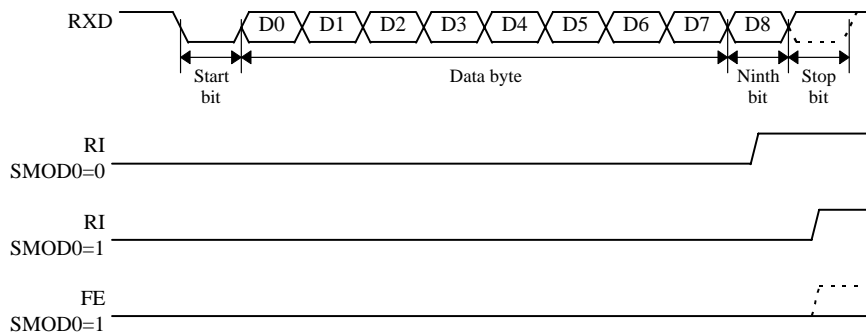 RXD D0 D1 D2 D3 D4 D5 D6 D7 D8
Start bit
Data byte
Ninth bit
Stop bit
RI
SMOD0=0
RI
SMOD0=1
FE
SMOD0=1